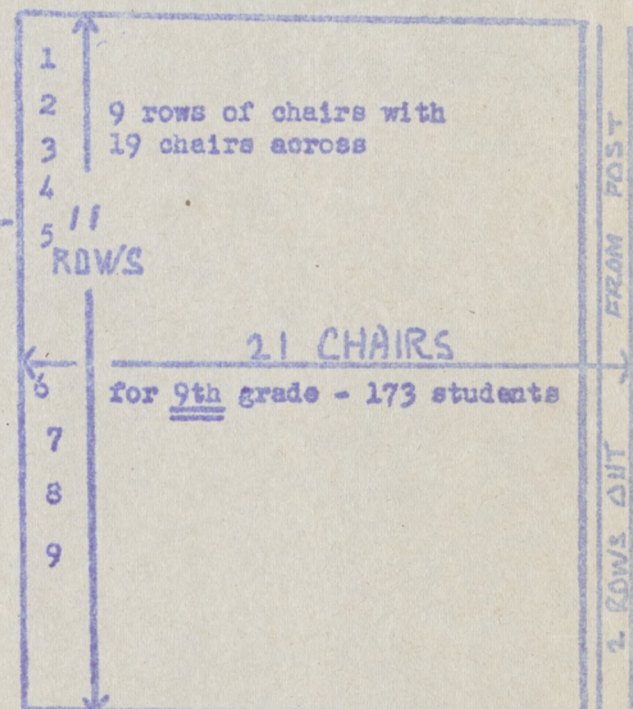 1
2
3
4
5
9 rows of chairs with
19 chairs across
11
ROWS
21 CHAIRS
6
7
8
9
for 9th grade - 173 students
2 ROWS OUT FROM POST